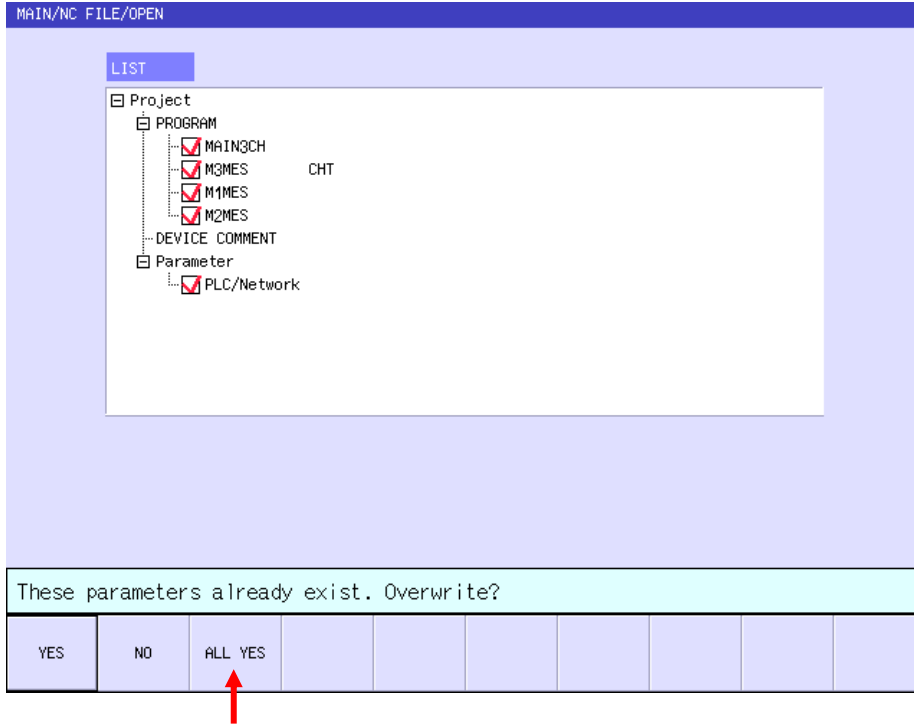 MAIN/NC FILE/OPEN
LIST
Project
PROGRAM
MAIN3CH
M3MES CHT
M1MES
M2MES
DEVICE COMMENT
Parameter
PLC/Network
These parameters already exist. Overwrite?
YES NO ALL YES